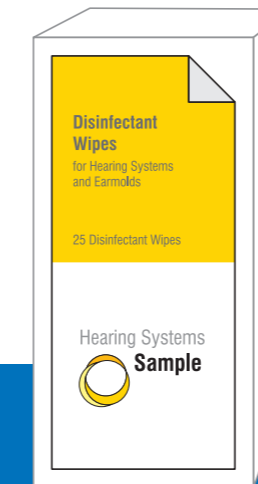 Disinfectant
Wipes
for Hearing Systems
and Earmolds
25 Disinfectant Wipes
Hearing Systems
Sample